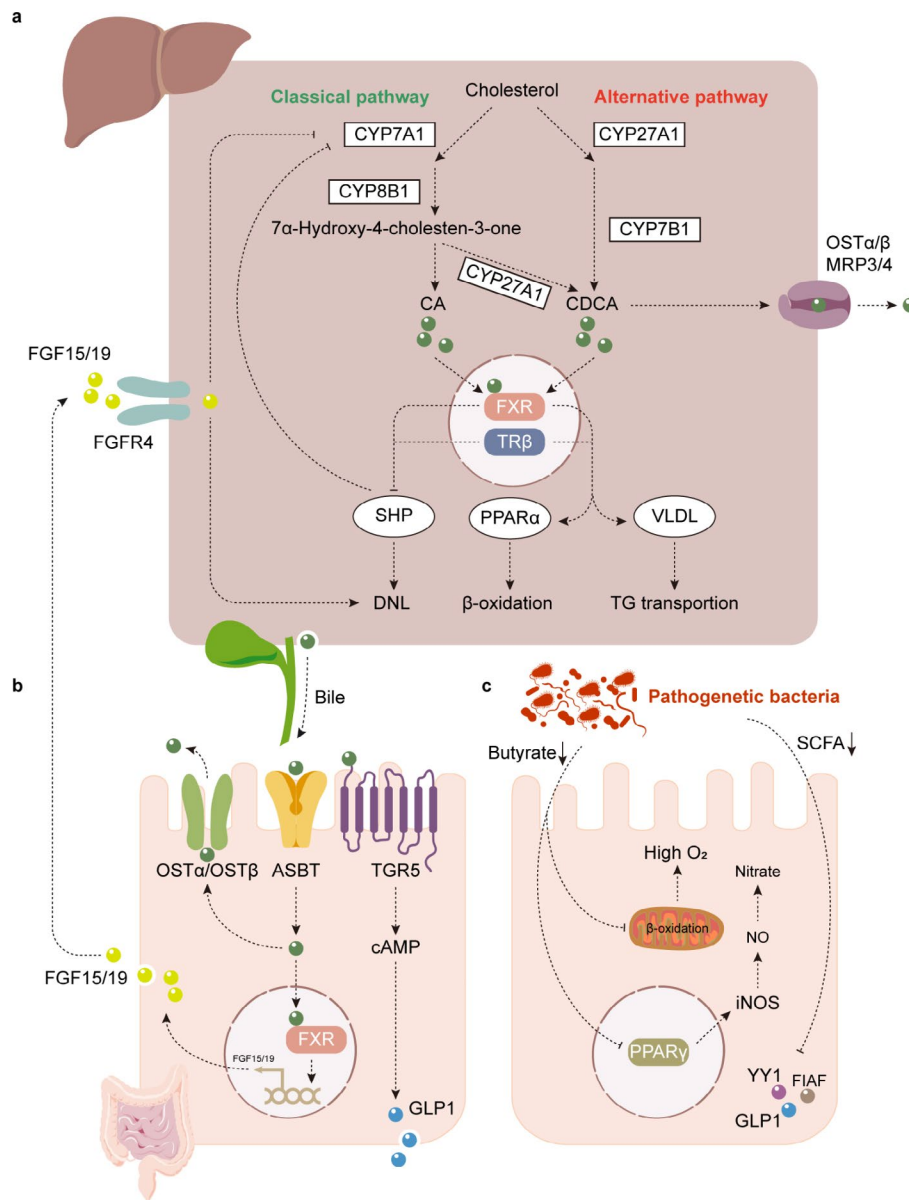 a
Classical pathway
Cholesterol
Alternative pathway
CYP7A1
CYP27A1
CYP8B1
7α-Hydroxy-4-cholesten-3-one
CYP7B1
CYP27A1
OSTα/β
MRP3/4
CA
CDCA
FGF15/19
FGFR4
FXR
TRβ
SHP
PPARα
VLDL
DNL
β-oxidation
TG transportion
b
Bile
OSTα/OSTβ
ASBT
TGR5
cAMP
FGF15/19
FXR
FGF15/19
GLP1
c
Pathogenetic bacteria
Butyrate↓
SCFA↓
High O₂
Nitrate
β-oxidation
NO
iNOS
PPARγ
YY1
FIAF
GLP1